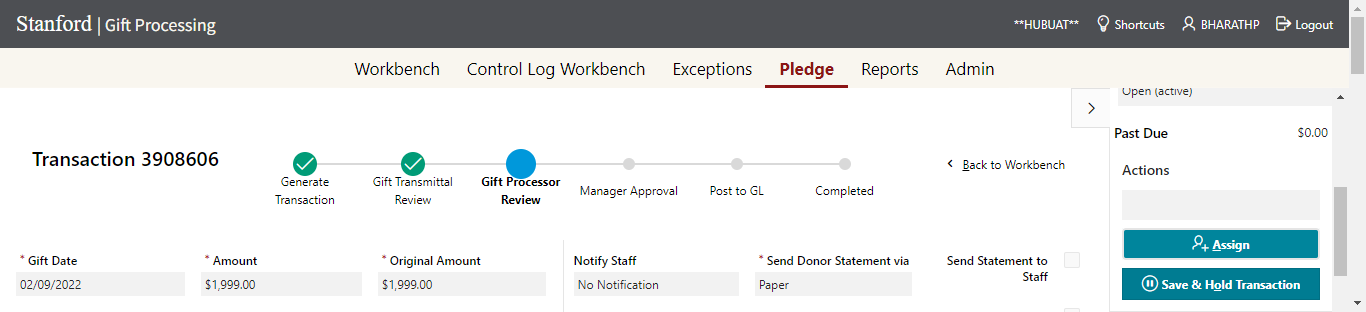 Stanford | Gift Processing
**HUBUAT**
Shortcuts
BHARATHP
Logout
Workbench
Control Log Workbench
Exceptions
Pledge
Reports
Admin
Open (active)
Past Due
$0.00
Transaction 3908606
Generate
Transaction
Gift Transmittal
Review
Gift Processor
Review
Manager Approval
Post to GL
Completed
Back to Workbench
Actions
Assign
Save & Hold Transaction
* Gift Date
02/09/2022
* Amount
$1,999.00
* Original Amount
$1,999.00
Notify Staff
No Notification
* Send Donor Statement via
Paper
Send Statement to
Staff